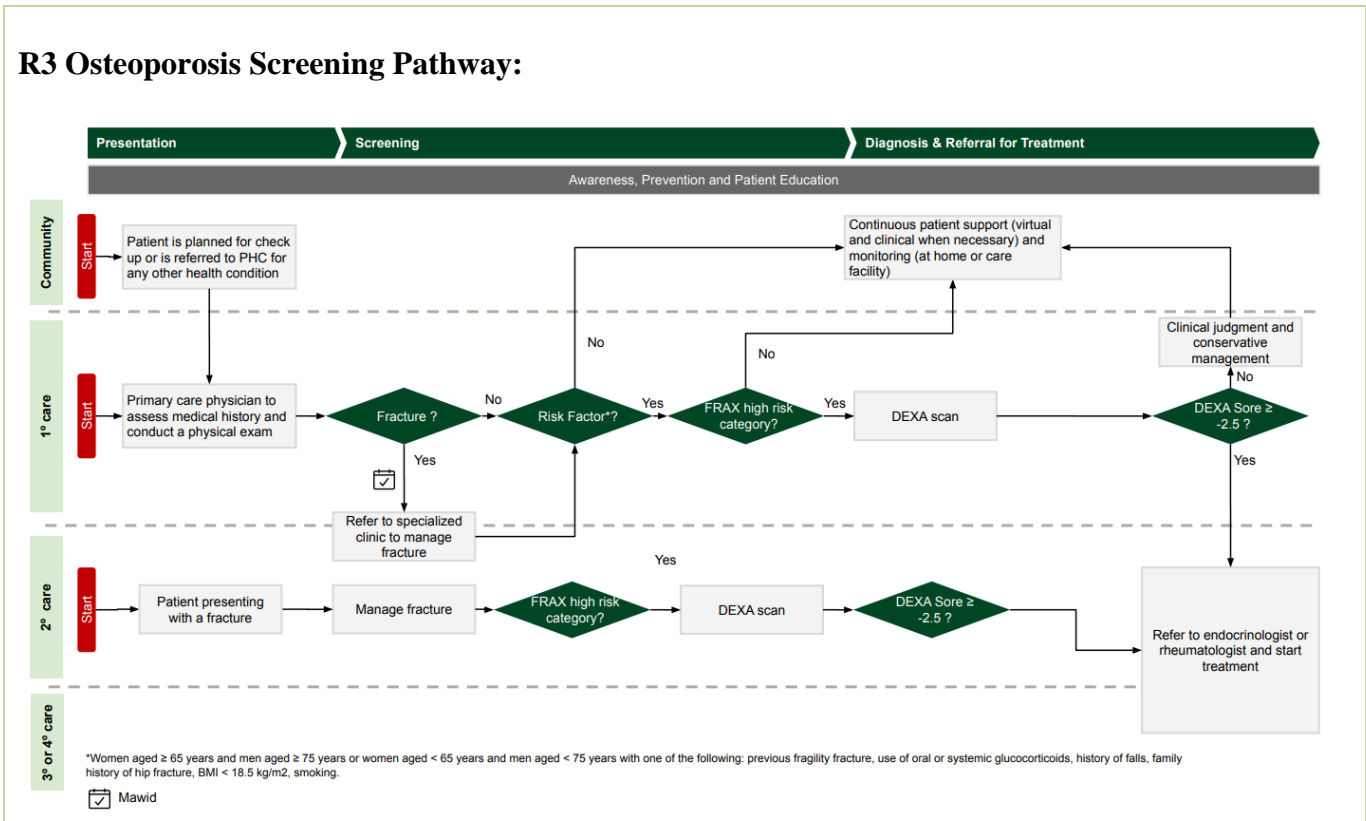 R3 Osteoporosis Screening Pathway:
Presentation
Screening
Diagnosis & Referral for Treatment
Awareness, Prevention and Patient Education
Community
Start
Patient is planned for check
up or is referred to PHC for
any other health condition
Continuous patient support (virtual
and clinical when necessary) and
monitoring (at home or care
facility)
1º care
Start
Primary care physician to
assess medical history and
conduct a physical exam
Fracture ?
No
Yes
Refer to specialized
clinic to manage
fracture
Risk Factor*?
No
Yes
FRAX high risk
category?
No
Yes
DEXA scan
DEXA Sore ≥
-2.5 ?
No
Clinical judgment and
conservative
management
Yes
2º care
Start
Patient presenting
with a fracture
Manage fracture
FRAX high risk
category?
Yes
DEXA scan
DEXA Sore ≥
-2.5 ?
Refer to endocrinologist or
rheumatologist and start
treatment
3º or 4º care
*Women aged ≥ 65 years and men aged ≥ 75 years or women aged < 65 years and men aged < 75 years with one of the following: previous fragility fracture, use of oral or systemic glucocorticoids, history of falls, family
history of hip fracture, BMI < 18.5 kg/m2, smoking.
Mawid